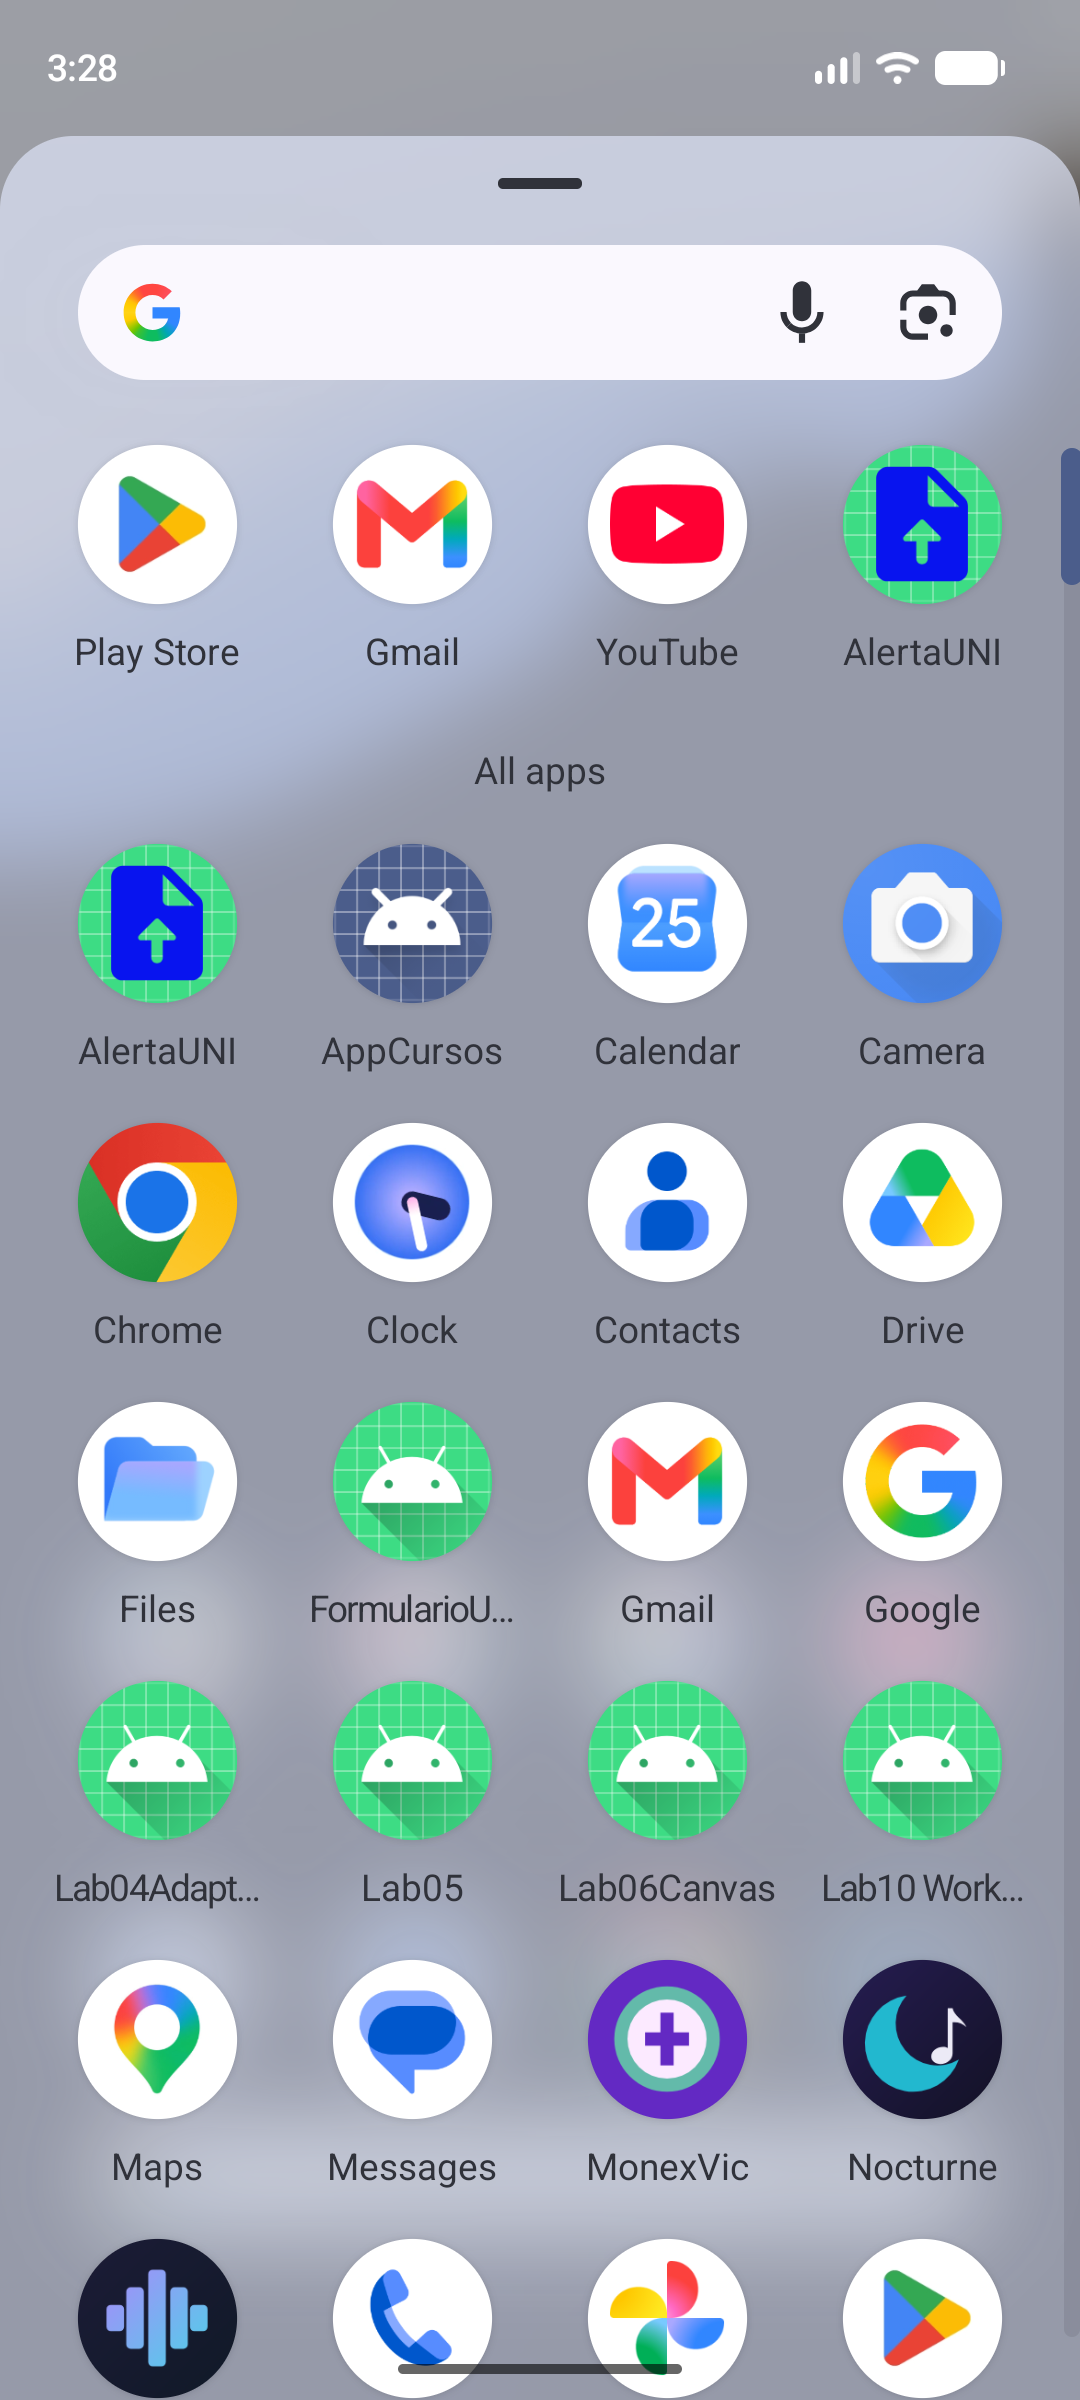 3:28
Play Store
Gmail
YouTube
AlertaUNI
All apps
AlertaUNI
AppCursos
25
Calendar
Camera
Chrome
Clock
Contacts
Drive
Files
FormularioU...
Gmail
Google
Lab04Adapt...
Lab05
Lab06Canvas
Lab10 Work...
Maps
Messages
MonexVic
Nocturne